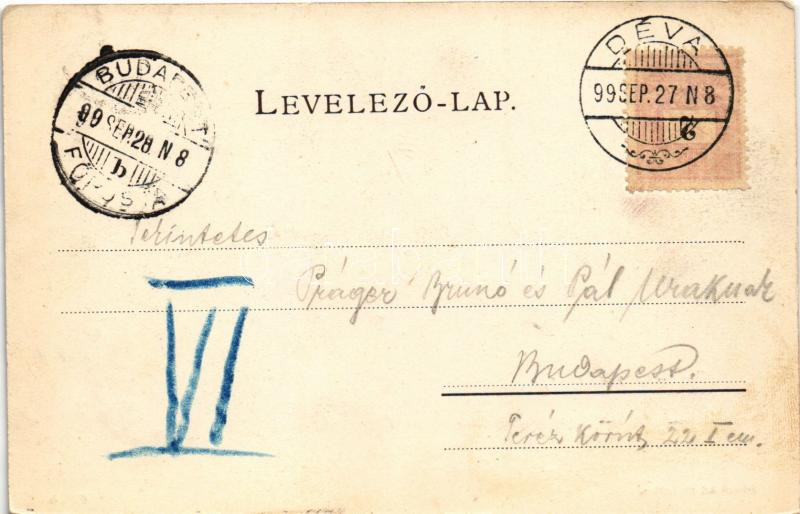 BUDAPEST
99 SEP. 28 N 8
b
FŐPOSTA
DÉVA
99 SEP. 27 N 8
LEVELEZŐ-LAP.
Tekintetes
Práger Brunó és Pál Uraknak
VI
Budapest.
Teréz Körút 22 I em.